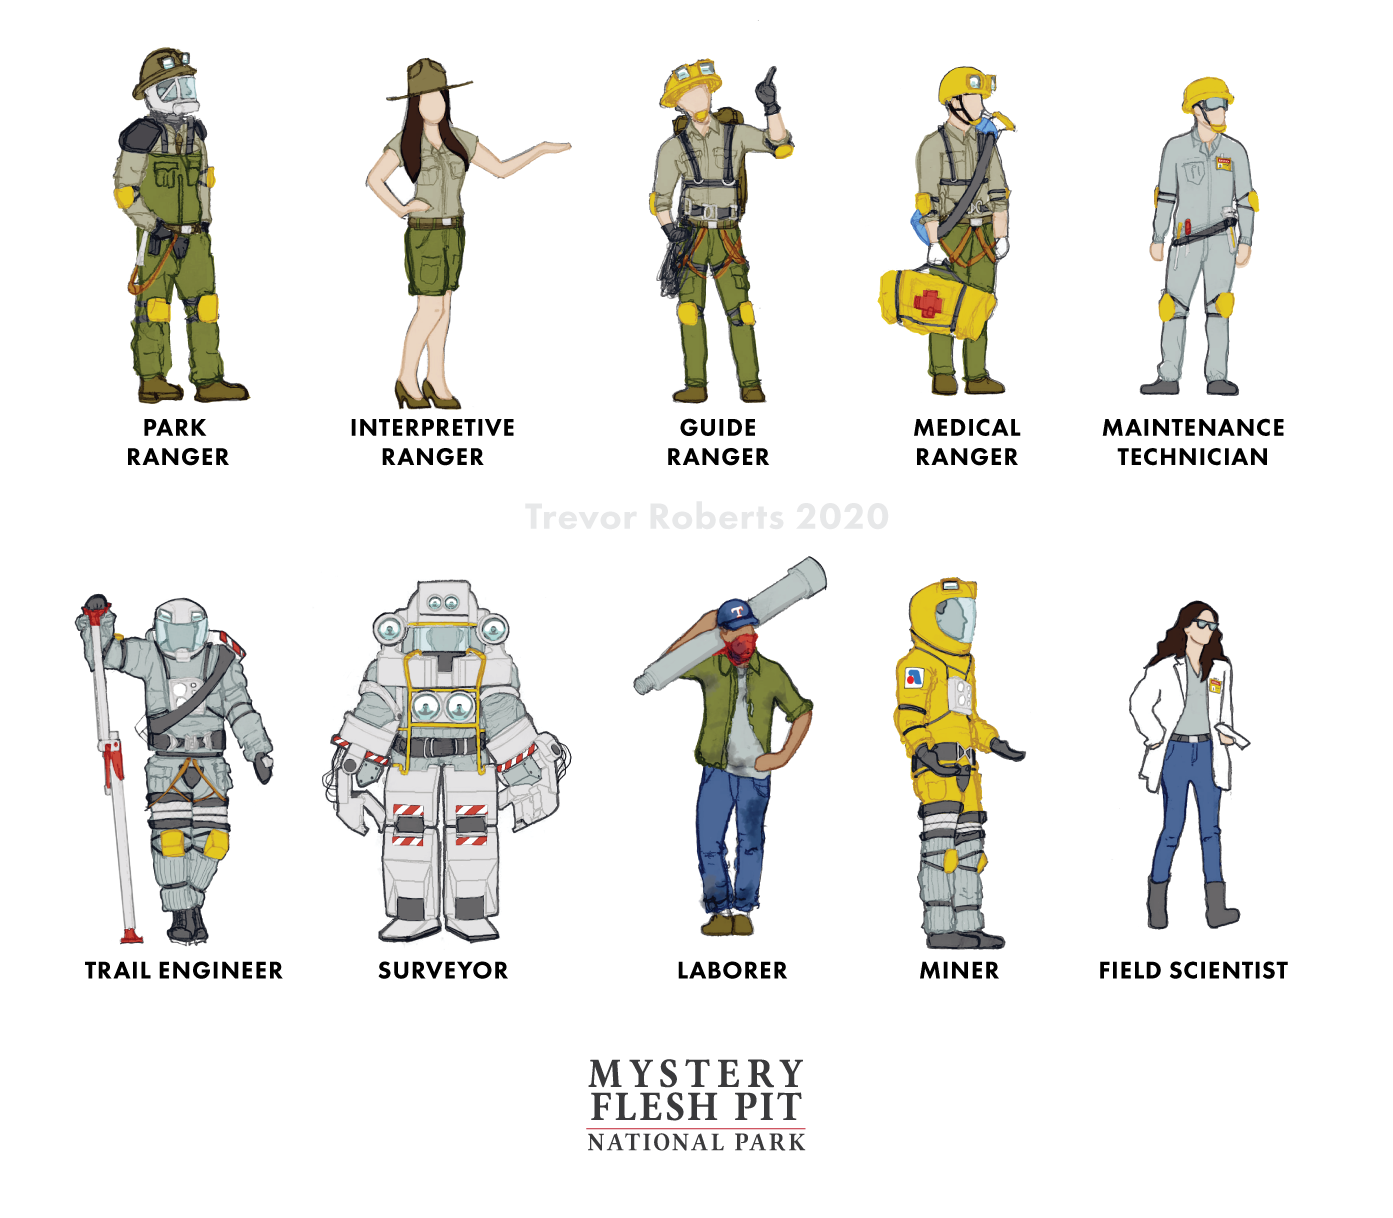 PARK
RANGER
INTERPRETIVE
RANGER
GUIDE
RANGER
MEDICAL
RANGER
MAINTENANCE
TECHNICIAN
Trevor Roberts 2020
T
TRAIL ENGINEER
SURVEYOR
LABORER
MINER
FIELD SCIENTIST
MYSTERY
FLESH PIT
NATIONAL PARK